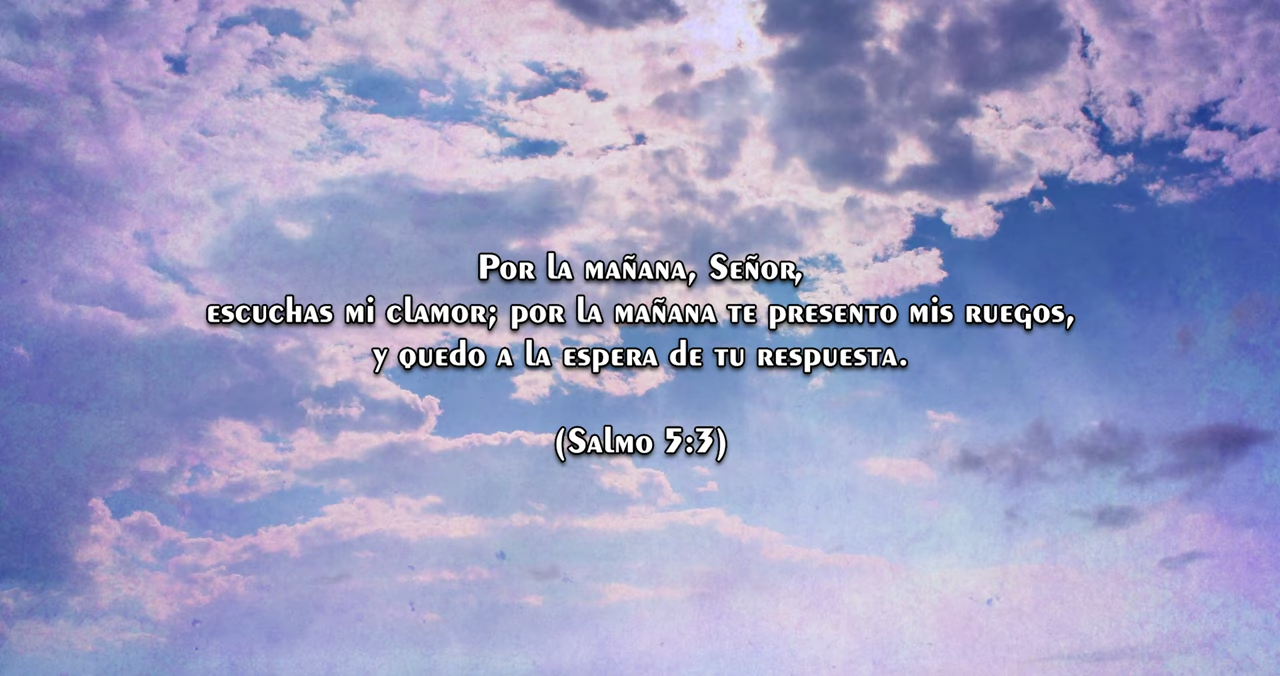 Por la mañana, Señor,
escuchas mi clamor; por la mañana te presento mis ruegos,
y quedo a la espera de tu respuesta.
(Salmo 5:3)